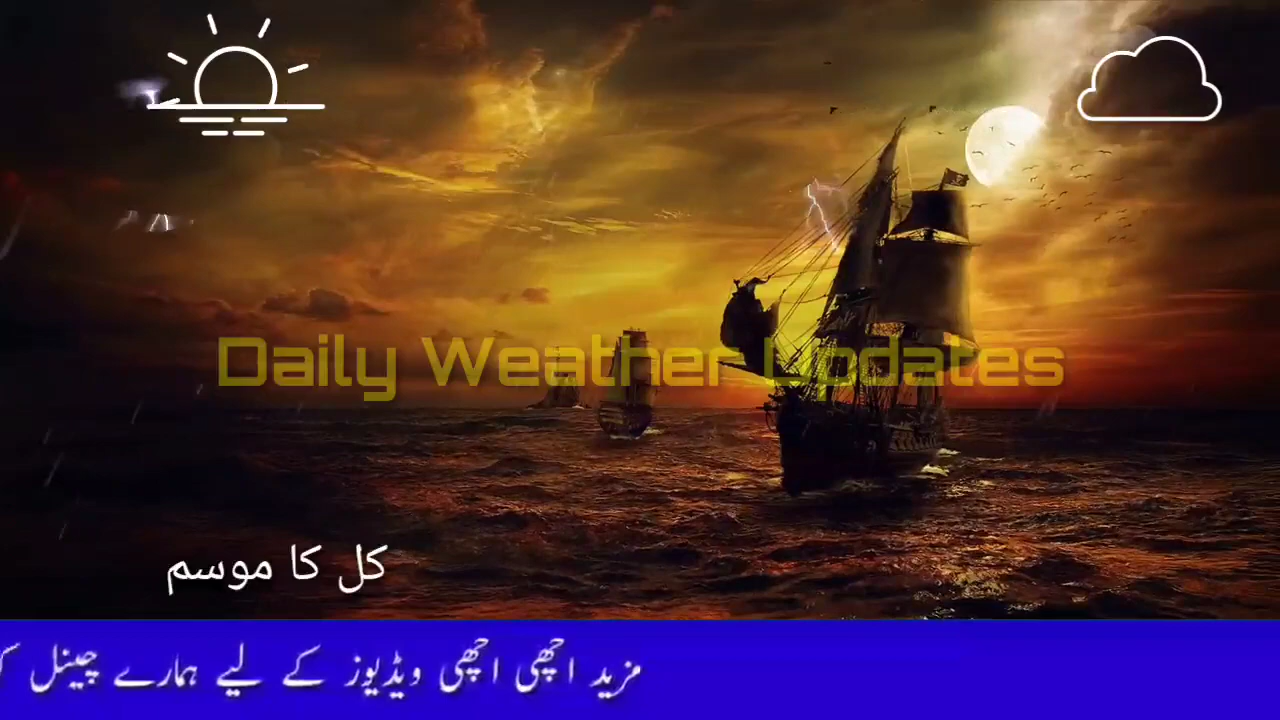 Daily Weather Updates
کل کا موسم
مزید اچھی اچھی ویڈیوز کے لیے ہمارے چینل